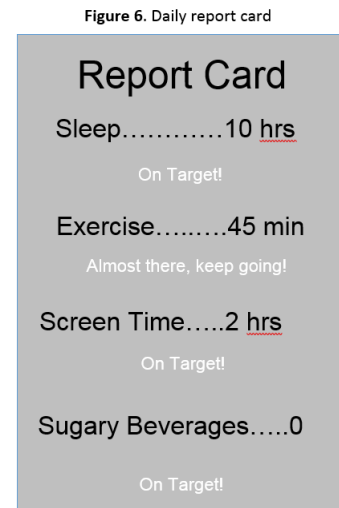 Figure 6. Daily report card
Report Card
Sleep…………10 hrs
On Target!
Exercise…..….45 min
Almost there, keep going!
Screen Time…..2 hrs
On Target!
Sugary Beverages…..0
On Target!